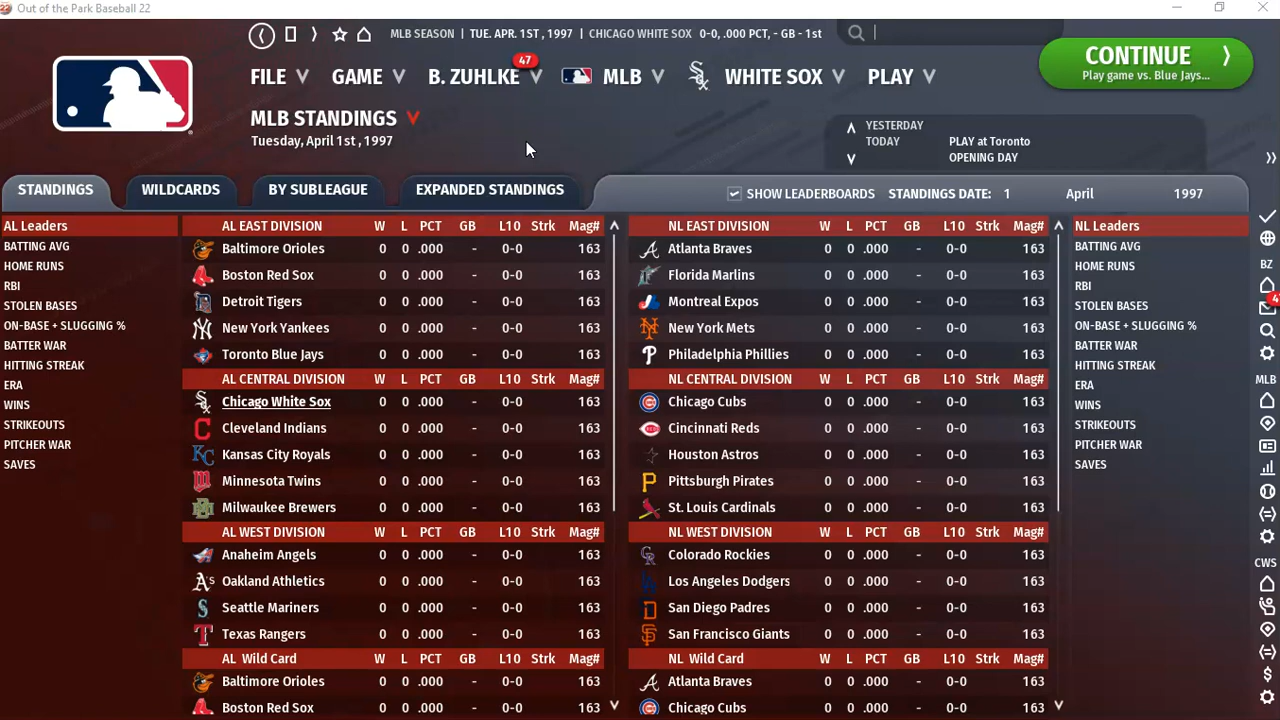 Out of the Park Baseball 22
MLB SEASON | TUE. APR. 1ST , 1997 | CHICAGO WHITE SOX 0-0, .000 PCT, - GB - 1st
CONTINUE
Play game vs. Blue Jays...
FILE GAME B. ZUHLKE 47 MLB WHITE SOX PLAY
MLB STANDINGS
Tuesday, April 1st , 1997
YESTERDAY
TODAY PLAY at Toronto
OPENING DAY
STANDINGS WILDCARDS BY SUBLEAGUE EXPANDED STANDINGS
SHOW LEADERBOARDS STANDINGS DATE: 1 April 1997
AL Leaders
BATTING AVG
HOME RUNS
RBI
STOLEN BASES
ON-BASE + SLUGGING %
BATTER WAR
HITTING STREAK
ERA
WINS
STRIKEOUTS
PITCHER WAR
SAVES
AL EAST DIVISION W L PCT GB L10 Strk Mag#
Baltimore Orioles 0 0 .000 - 0-0 163
Boston Red Sox 0 0 .000 - 0-0 163
Detroit Tigers 0 0 .000 - 0-0 163
New York Yankees 0 0 .000 - 0-0 163
Toronto Blue Jays 0 0 .000 - 0-0 163
AL CENTRAL DIVISION W L PCT GB L10 Strk Mag#
Chicago White Sox 0 0 .000 - 0-0 163
Cleveland Indians 0 0 .000 - 0-0 163
Kansas City Royals 0 0 .000 - 0-0 163
Minnesota Twins 0 0 .000 - 0-0 163
Milwaukee Brewers 0 0 .000 - 0-0 163
AL WEST DIVISION W L PCT GB L10 Strk Mag#
Anaheim Angels 0 0 .000 - 0-0 163
Oakland Athletics 0 0 .000 - 0-0 163
Seattle Mariners 0 0 .000 - 0-0 163
Texas Rangers 0 0 .000 - 0-0 163
AL Wild Card W L PCT GB L10 Strk Mag#
Baltimore Orioles 0 0 .000 - 0-0 163
Boston Red Sox 0 0 .000 - 0-0 163
NL EAST DIVISION W L PCT GB L10 Strk Mag#
Atlanta Braves 0 0 .000 - 0-0 163
Florida Marlins 0 0 .000 - 0-0 163
Montreal Expos 0 0 .000 - 0-0 163
New York Mets 0 0 .000 - 0-0 163
Philadelphia Phillies 0 0 .000 - 0-0 163
NL CENTRAL DIVISION W L PCT GB L10 Strk Mag#
Chicago Cubs 0 0 .000 - 0-0 163
Cincinnati Reds 0 0 .000 - 0-0 163
Houston Astros 0 0 .000 - 0-0 163
Pittsburgh Pirates 0 0 .000 - 0-0 163
St. Louis Cardinals 0 0 .000 - 0-0 163
NL WEST DIVISION W L PCT GB L10 Strk Mag#
Colorado Rockies 0 0 .000 - 0-0 163
Los Angeles Dodgers 0 0 .000 - 0-0 163
San Diego Padres 0 0 .000 - 0-0 163
San Francisco Giants 0 0 .000 - 0-0 163
NL Wild Card W L PCT GB L10 Strk Mag#
Atlanta Braves 0 0 .000 - 0-0 163
Chicago Cubs 0 0 .000 - 0-0 163
NL Leaders
BATTING AVG
HOME RUNS
RBI
STOLEN BASES
ON-BASE + SLUGGING %
BATTER WAR
HITTING STREAK
ERA
WINS
STRIKEOUTS
PITCHER WAR
SAVES
BZ
4
MLB
CWS